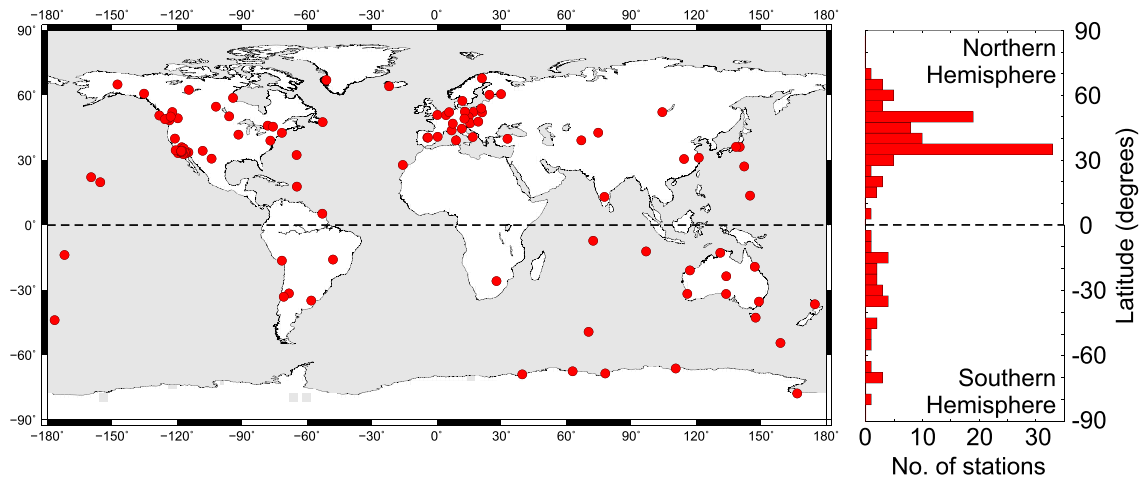 −180˚ −150˚ −120˚ −90˚ −60˚ −30˚ 0˚ 30˚ 60˚ 90˚ 120˚ 150˚ 180˚
90˚ 90
60˚ 60
30˚ 30
0˚ 0
−30˚ -30
−60˚ -60
−90˚ -90
−180˚ −150˚ −120˚ −90˚ −60˚ −30˚ 0˚ 30˚ 60˚ 90˚ 120˚ 150˚ 180˚
Northern
Hemisphere
Southern
Hemisphere
Latitude (degrees)
0 10 20 30
No. of stations